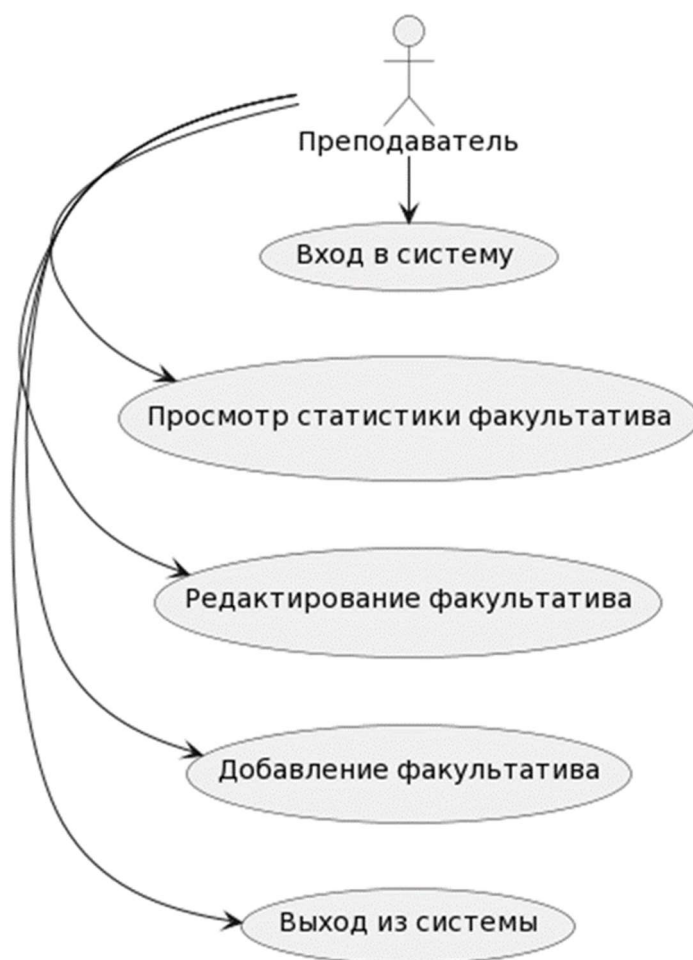 Преподаватель
Вход в систему
Просмотр статистики факультатива
Редактирование факультатива
Добавление факультатива
Выход из системы